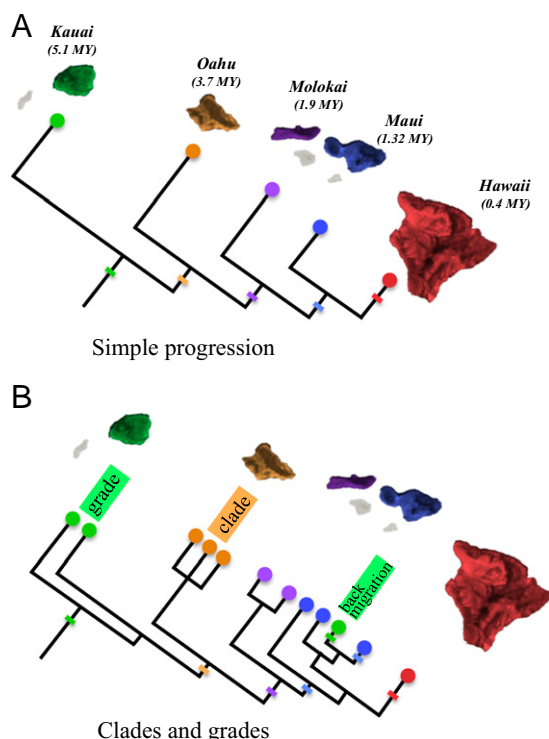 A
Kauai
(5.1 MY)
Oahu
(3.7 MY)
Molokai
(1.9 MY)
Maui
(1.32 MY)
Hawaii
(0.4 MY)
Simple progression
B
grade
clade
back
migration
Clades and grades